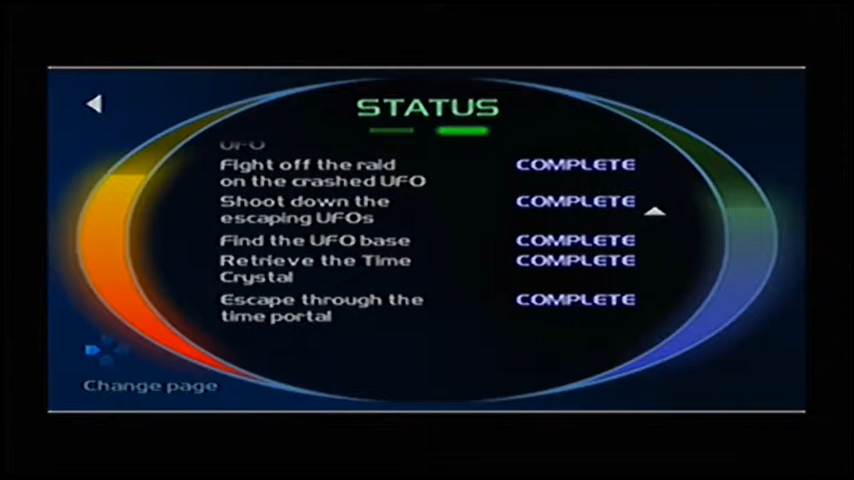 STATUS
UFO
Fight off the raid COMPLETE
on the crashed UFO
Shoot down the COMPLETE
escaping UFOs
Find the UFO base COMPLETE
Retrieve the Time COMPLETE
Crystal
Escape through the COMPLETE
time portal
Change page